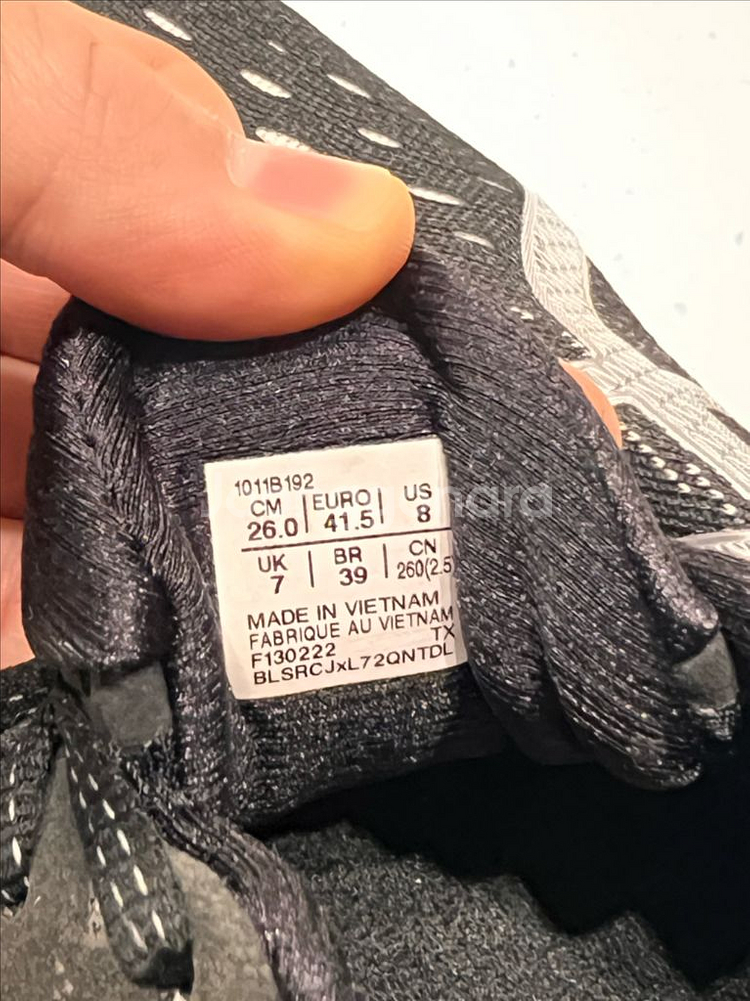 1011B192
CM EURO US
26.0 41.5 8
UK BR CN
7 39 260(2.5
MADE IN VIETNAM
FABRIQUE AU VIETNAM
TX
F130222
BLSRCJxL72QNTDL